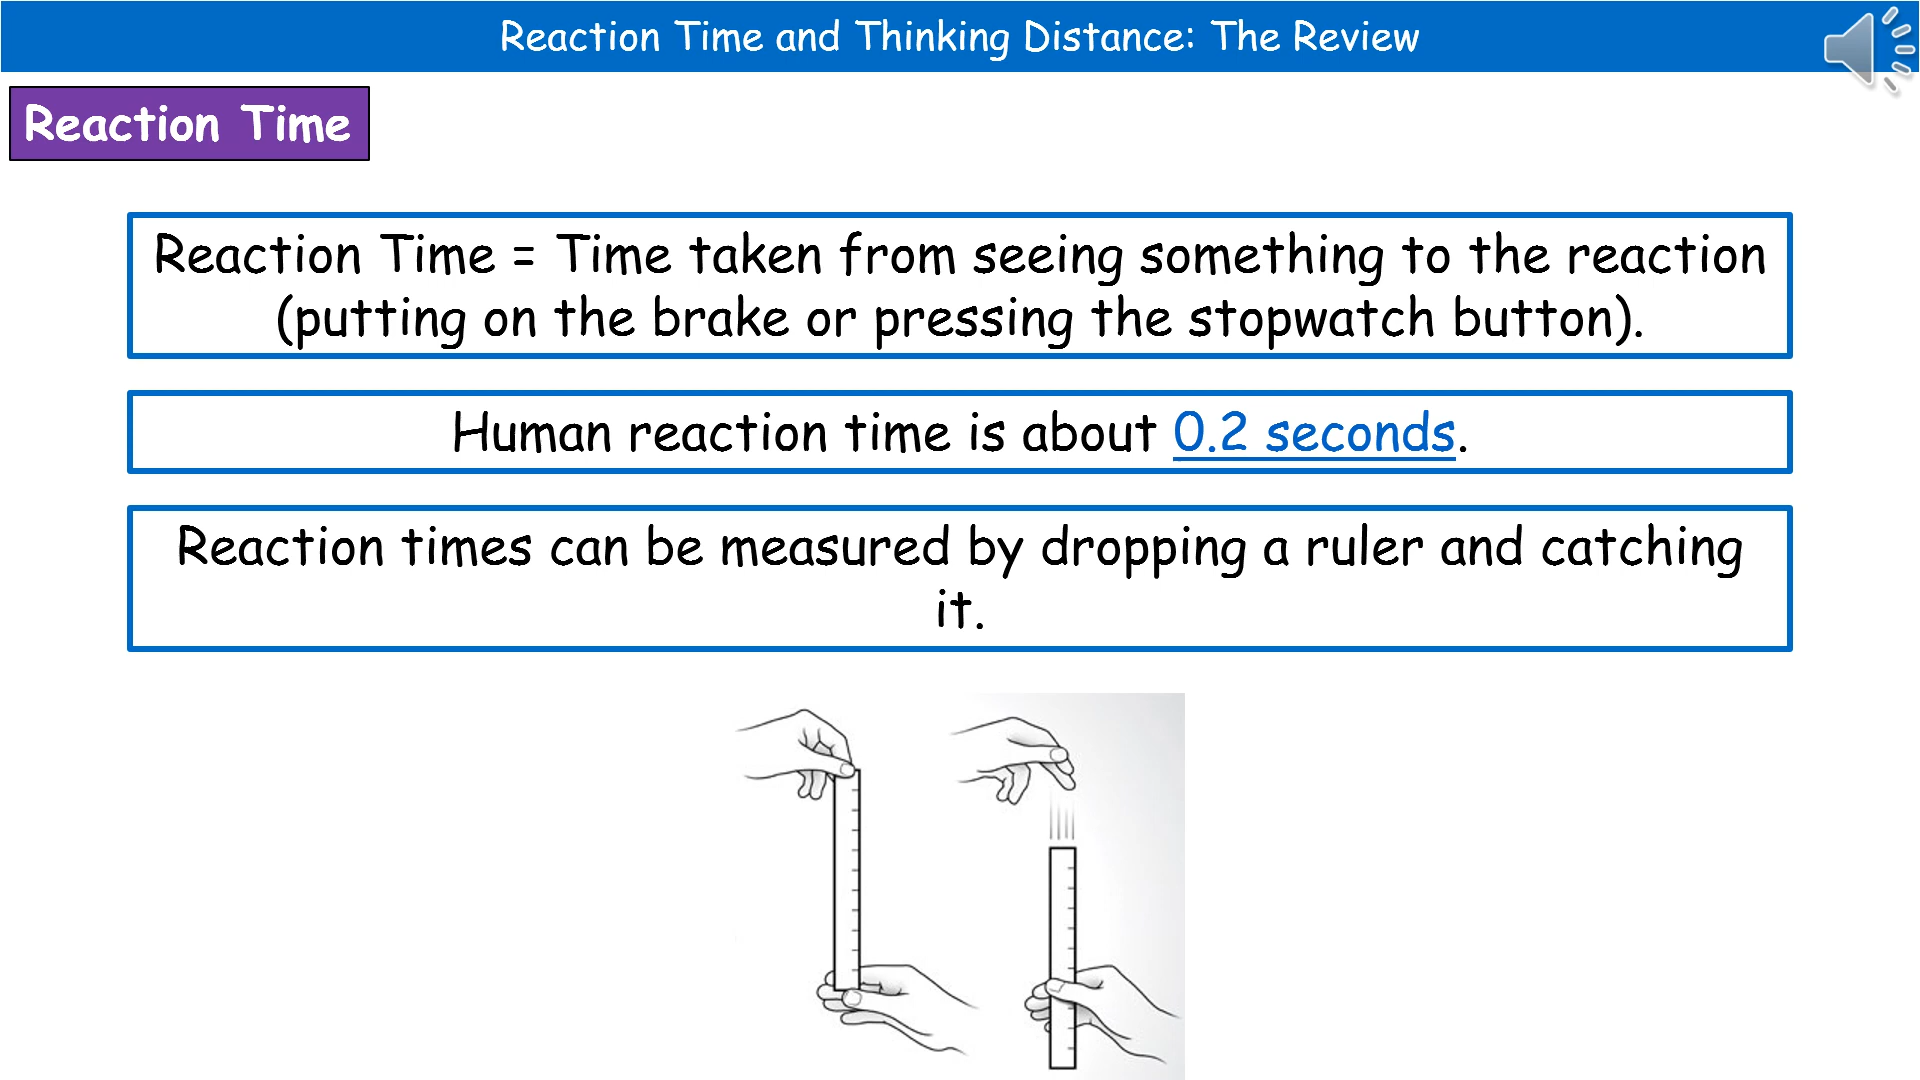 Reaction Time and Thinking Distance: The Review
Reaction Time
Reaction Time = Time taken from seeing something to the reaction
(putting on the brake or pressing the stopwatch button).
Human reaction time is about 0.2 seconds.
Reaction times can be measured by dropping a ruler and catching
it.